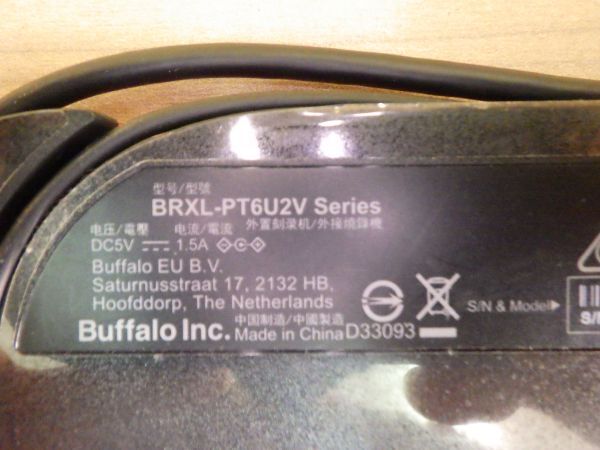 型号/型號
BRXL-PT6U2V Series
电压/電壓 电流/電流 外置刻录机/外接燒錄機
DC5V 1.5A
Buffalo EU B.V.
Saturnusstraat 17, 2132 HB,
Hoofddorp, The Netherlands
S/N & Model
Buffalo Inc. 中国制造/中國製造
Made in China D33093